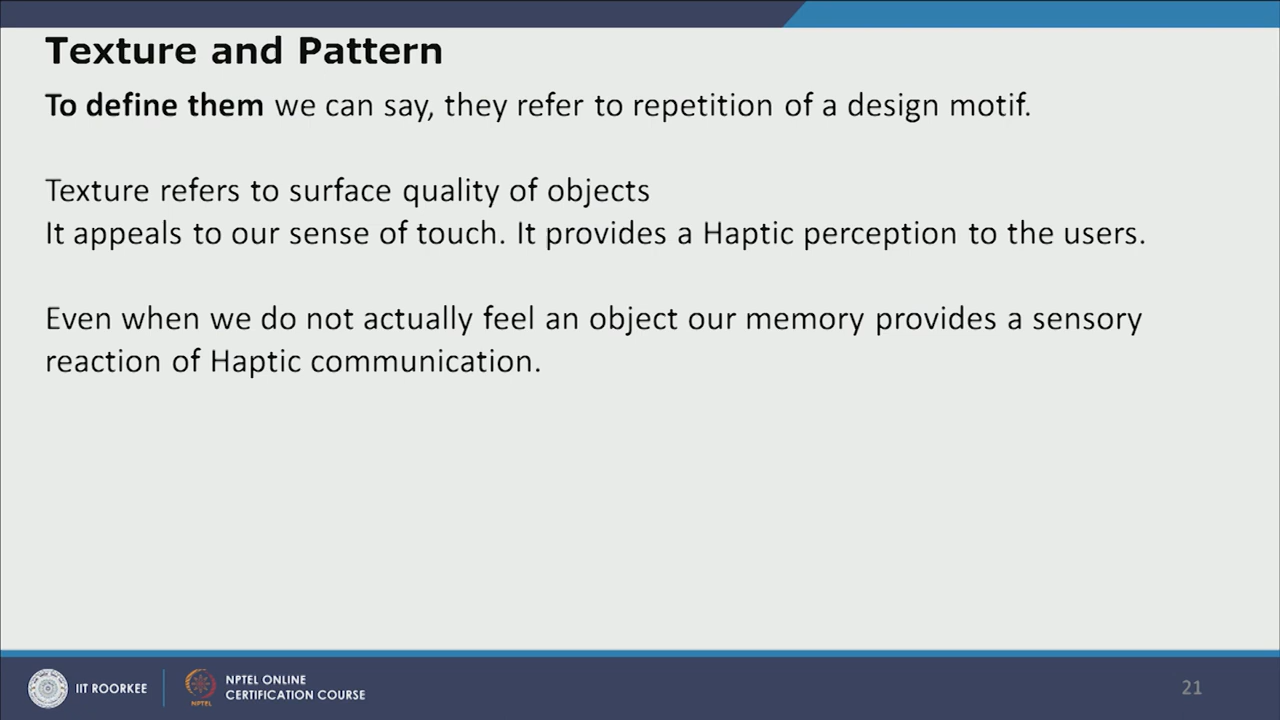 Texture and Pattern
To define them we can say, they refer to repetition of a design motif.
Texture refers to surface quality of objects
It appeals to our sense of touch. It provides a Haptic perception to the users.
Even when we do not actually feel an object our memory provides a sensory
reaction of Haptic communication.
IIT ROORKEE
NPTEL
NPTEL ONLINE
CERTIFICATION COURSE
21